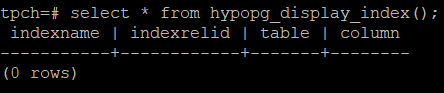 tpch=# select * from hypopg_display_index();
 indexname | indexrelid | table | column
-----------+------------+-------+--------
(0 rows)